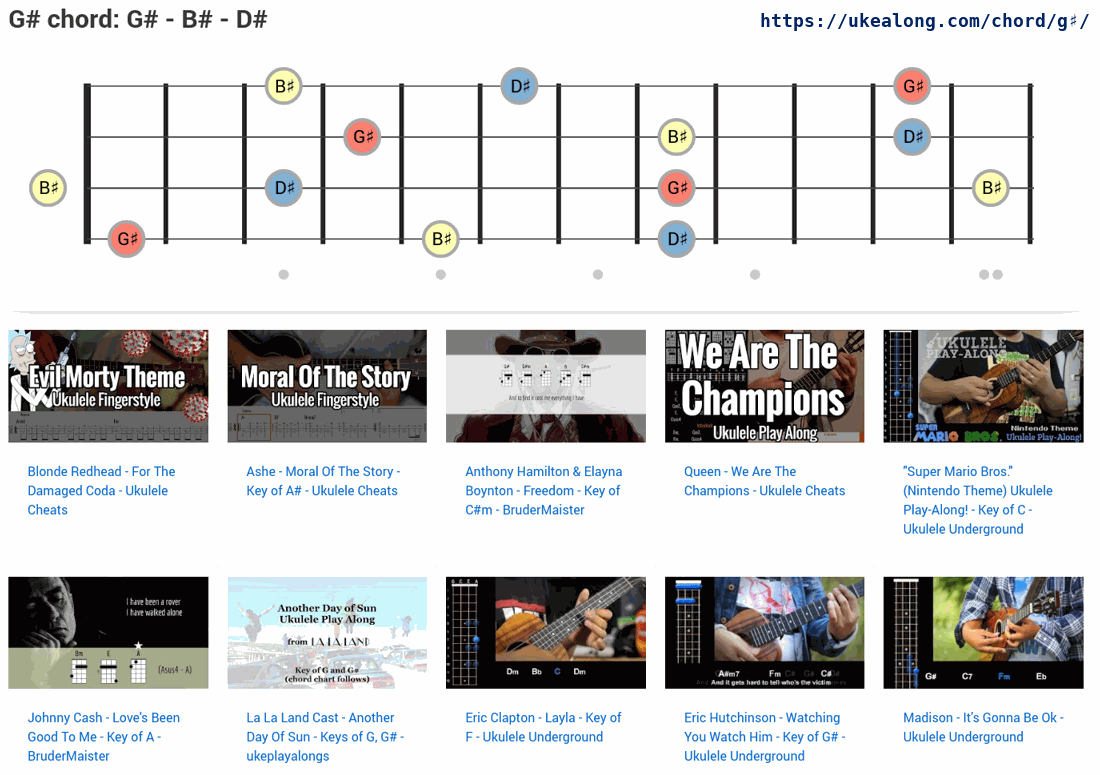 G# chord: G# - B# - D#
https://ukealong.com/chord/g♯/
B♯ D♯ G♯
G♯ B♯ D♯
B♯ D♯ G♯ B♯
G♯ B♯ D♯
Evil Morty Theme
Ukulele Fingerstyle
Moral Of The Story
Ukulele Fingerstyle
And to find it cost me everything I have
We Are The
Champions
Ukulele Play Along
UKULELE
PLAY-ALONG
SUPER
MARIO BROS.
Nintendo Theme
Ukulele Play-Along!
Blonde Redhead - For The
Damaged Coda - Ukulele
Cheats
Ashe - Moral Of The Story -
Key of A# - Ukulele Cheats
Anthony Hamilton & Elayna
Boynton - Freedom - Key of
C#m - BruderMaister
Queen - We Are The
Champions - Ukulele Cheats
"Super Mario Bros."
(Nintendo Theme) Ukulele
Play-Along! - Key of C -
Ukulele Underground
I have been a rover
I have walked alone
Bm E A
(Asus4 - A)
Another Day of Sun
Ukulele Play Along
from LA LA LAND
Key of G and G#
(chord chart follows)
G C E A
Dm Bb C Dm
A#m7 Fm C# G# C#
And it gets hard to tell who's the victim
G# C7 Fm Eb
Johnny Cash - Love's Been
Good To Me - Key of A -
BruderMaister
La La Land Cast - Another
Day Of Sun - Keys of G, G# -
ukeplayalongs
Eric Clapton - Layla - Key of
F - Ukulele Underground
Eric Hutchinson - Watching
You Watch Him - Key of G# -
Ukulele Underground
Madison - It's Gonna Be Ok -
Ukulele Underground